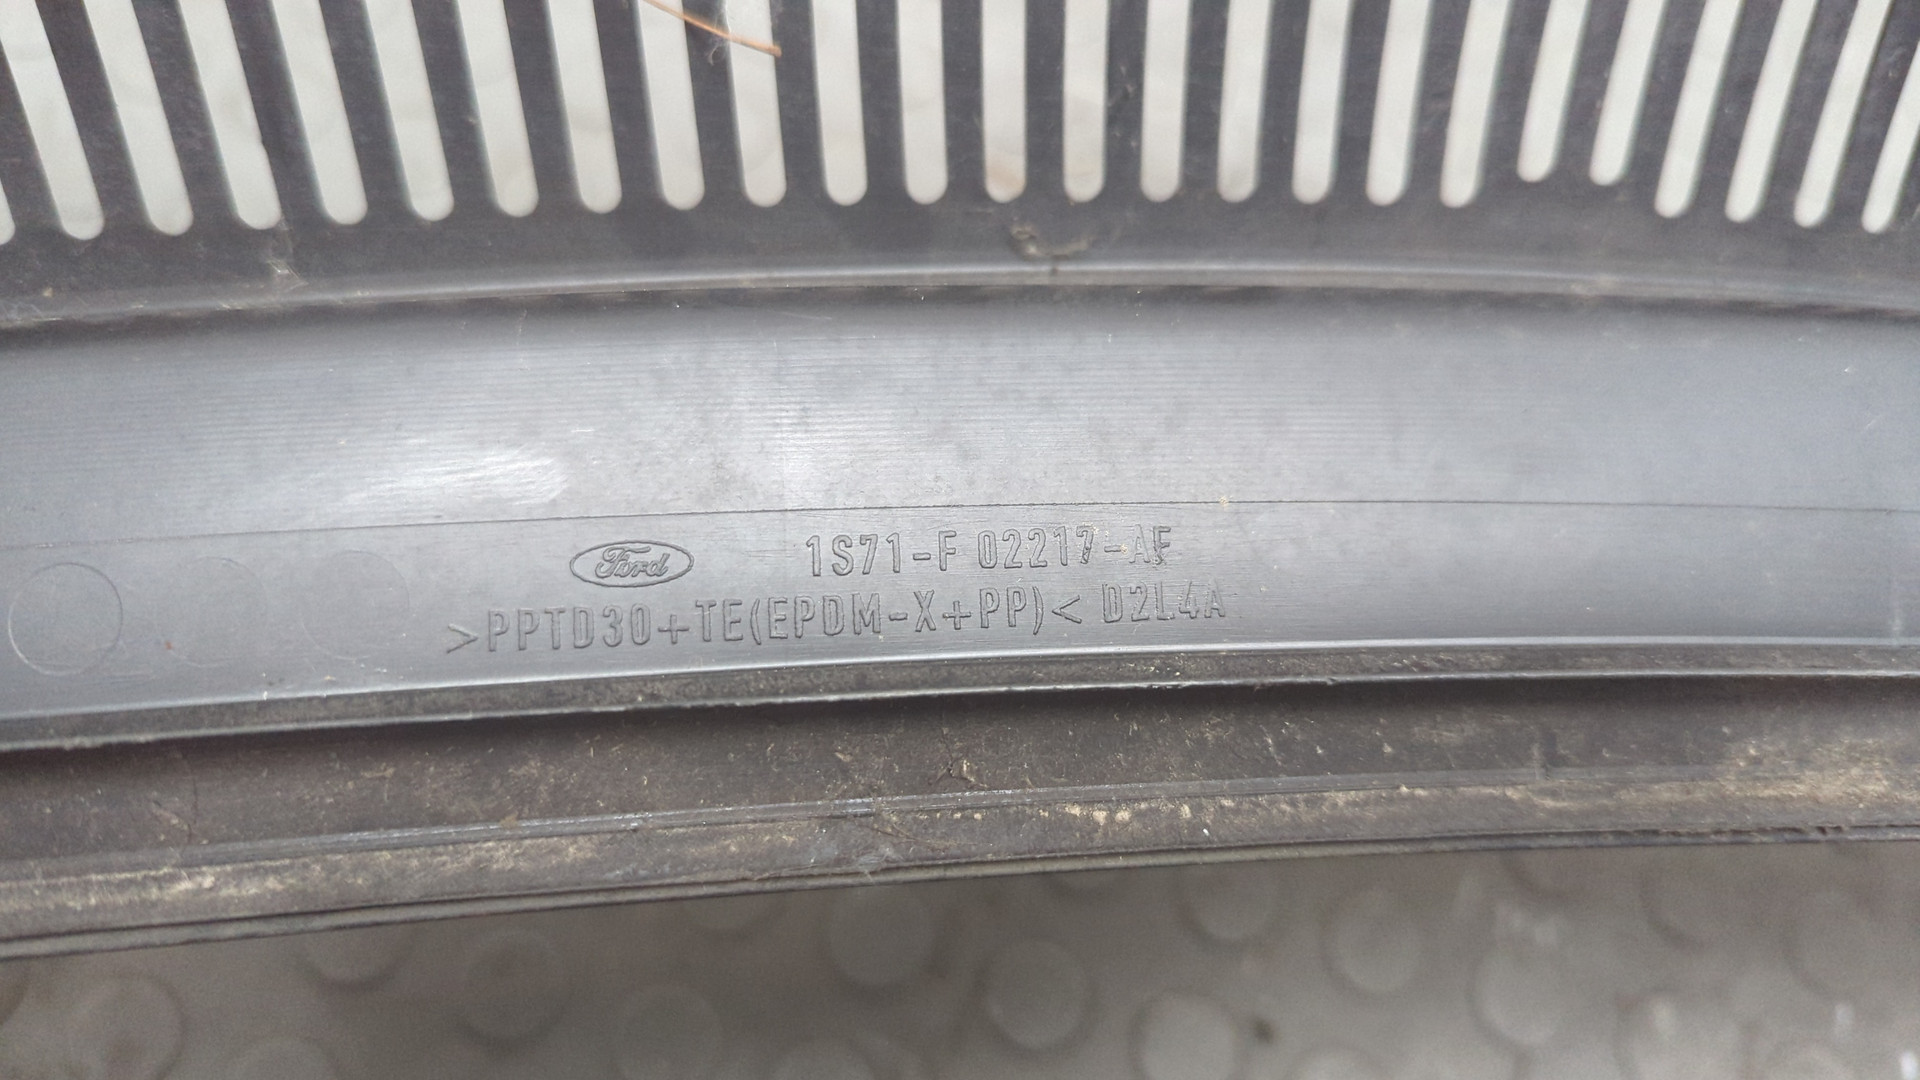 Ford 1S71-F 02217-AF
>PPTD30+TE(EPDM-X+PP)< D2L4A